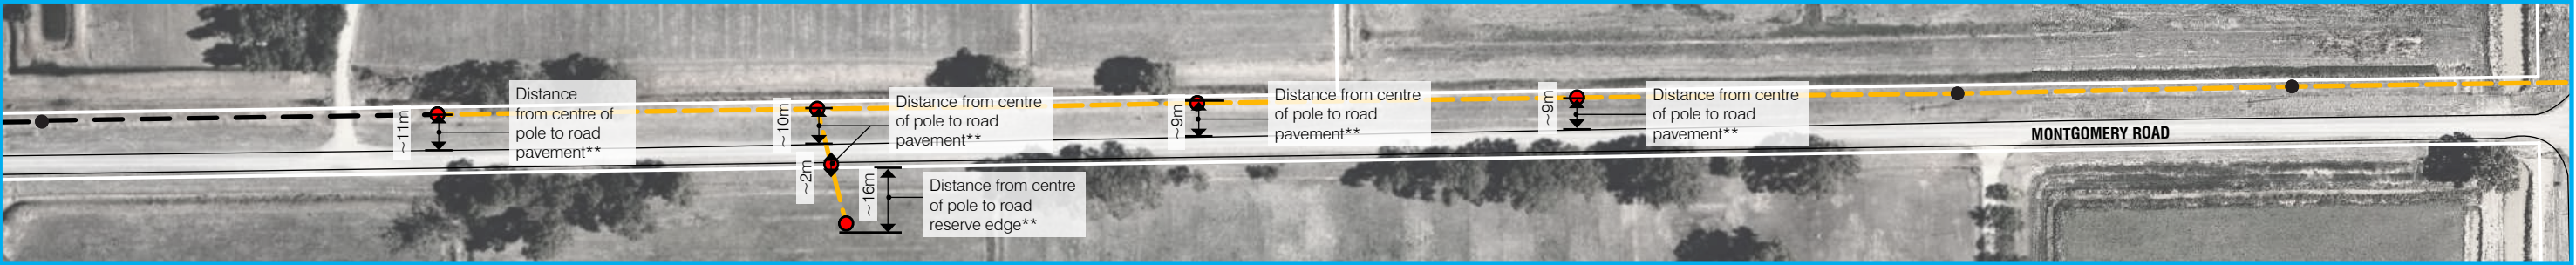 ~11m
Distance
from centre of
pole to road
pavement**
~10m
Distance from centre
of pole to road
pavement**
~2m
~16m
Distance from centre
of pole to road
reserve edge**
~9m
Distance from centre
of pole to road
pavement**
~9m
Distance from centre
of pole to road
pavement**
MONTGOMERY ROAD